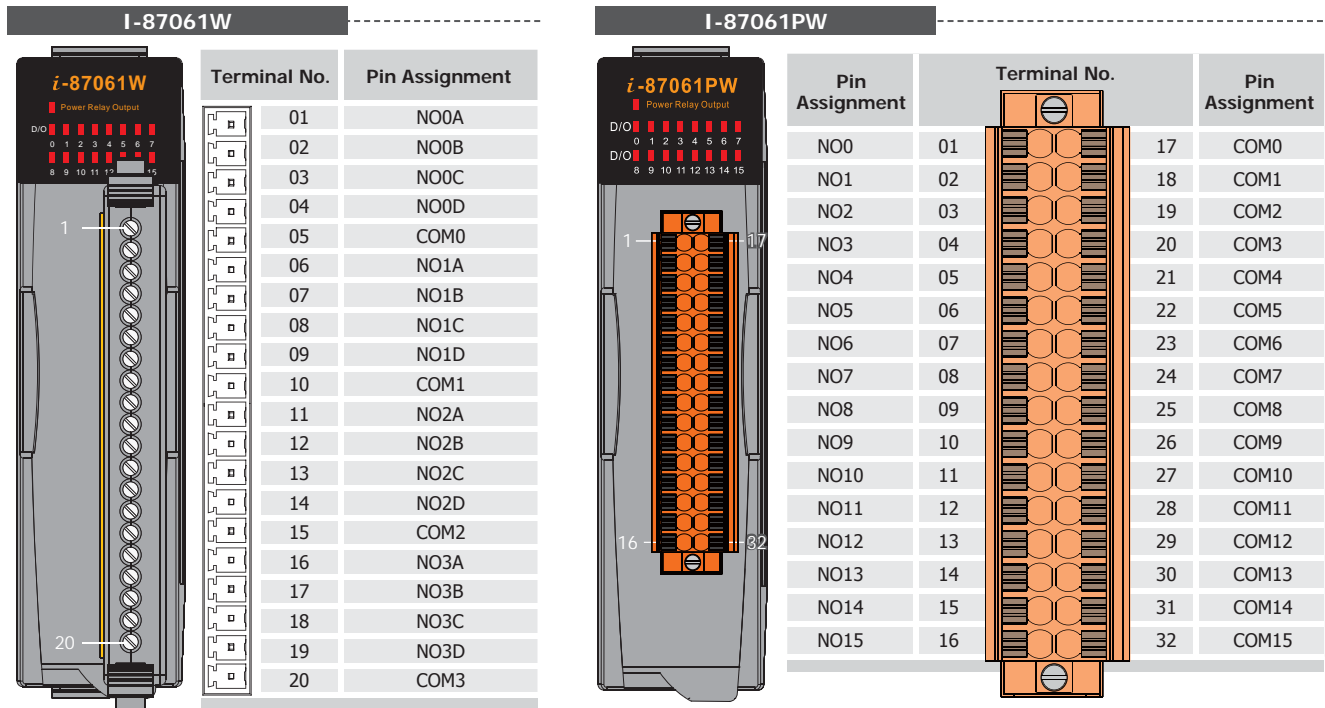 I-87061W
i-87061W
Power Relay Output
D/O
0 1 2 3 4 5 6 7
8 9 10 11 15
1
20
Terminal No. Pin Assignment
01 NO0A
02 NO0B
03 NO0C
04 NO0D
05 COM0
06 NO1A
07 NO1B
08 NO1C
09 NO1D
10 COM1
11 NO2A
12 NO2B
13 NO2C
14 NO2D
15 COM2
16 NO3A
17 NO3B
18 NO3C
19 NO3D
20 COM3
I-87061PW
i-87061PW
Power Relay Output
D/O
0 1 2 3 4 5 6 7
D/O
8 9 10 11 12 13 14 15
1 17
16 32
Pin Assignment Terminal No. Pin Assignment
NO0 01 17 COM0
NO1 02 18 COM1
NO2 03 19 COM2
NO3 04 20 COM3
NO4 05 21 COM4
NO5 06 22 COM5
NO6 07 23 COM6
NO7 08 24 COM7
NO8 09 25 COM8
NO9 10 26 COM9
NO10 11 27 COM10
NO11 12 28 COM11
NO12 13 29 COM12
NO13 14 30 COM13
NO14 15 31 COM14
NO15 16 32 COM15